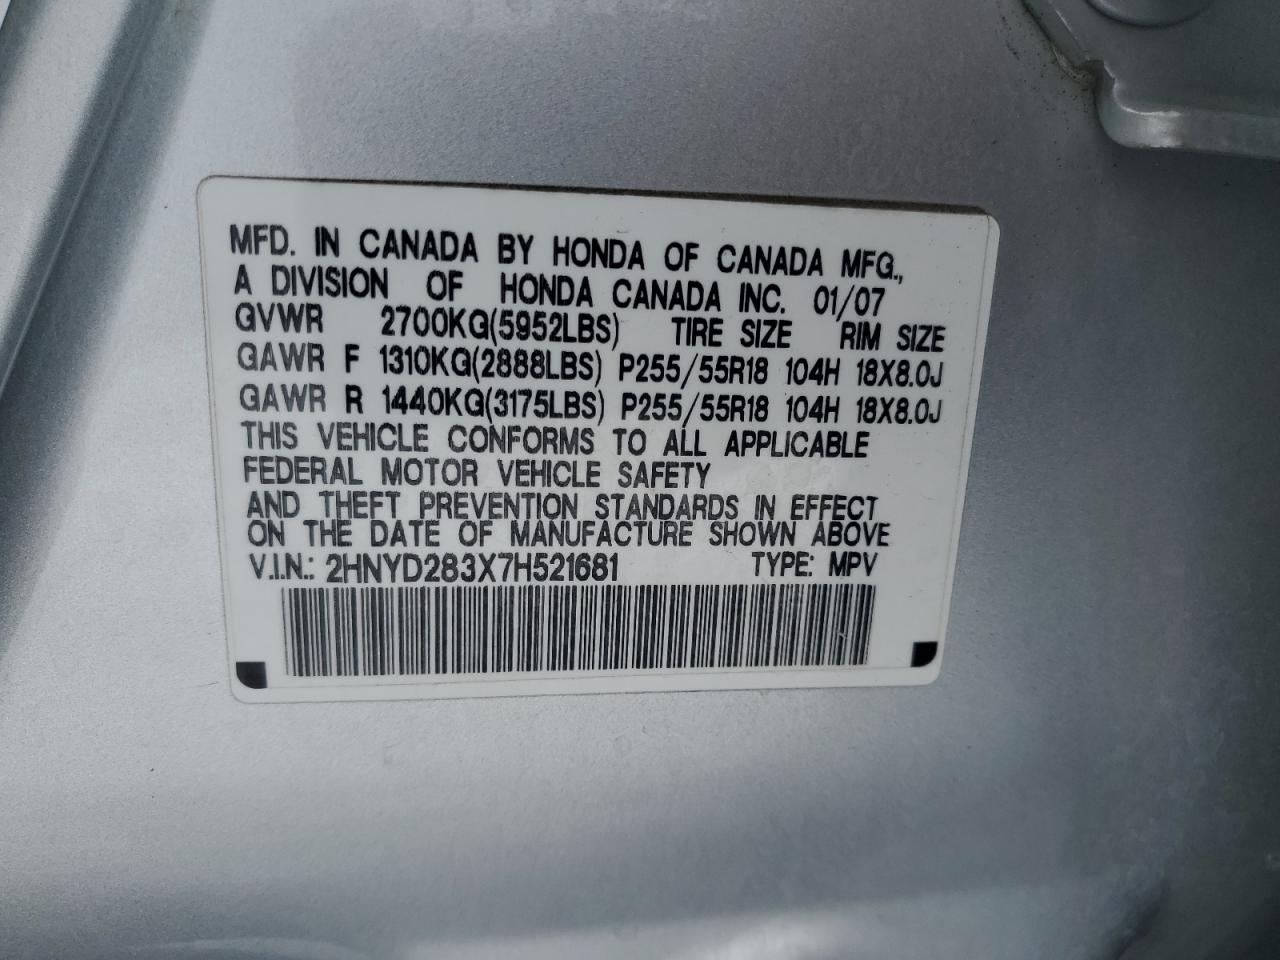 MFD. IN CANADA BY HONDA OF CANADA MFG.,
A DIVISION OF HONDA CANADA INC. 01/07
GVWR 2700KG(5952LBS) TIRE SIZE RIM SIZE
GAWR F 1310KG(2888LBS) P255/55R18 104H 18X8.0J
GAWR R 1440KG(3175LBS) P255/55R18 104H 18X8.0J
THIS VEHICLE CONFORMS TO ALL APPLICABLE
FEDERAL MOTOR VEHICLE SAFETY
AND THEFT PREVENTION STANDARDS IN EFFECT
ON THE DATE OF MANUFACTURE SHOWN ABOVE
V.I.N.: 2HNYD283X7H521681 TYPE: MPV